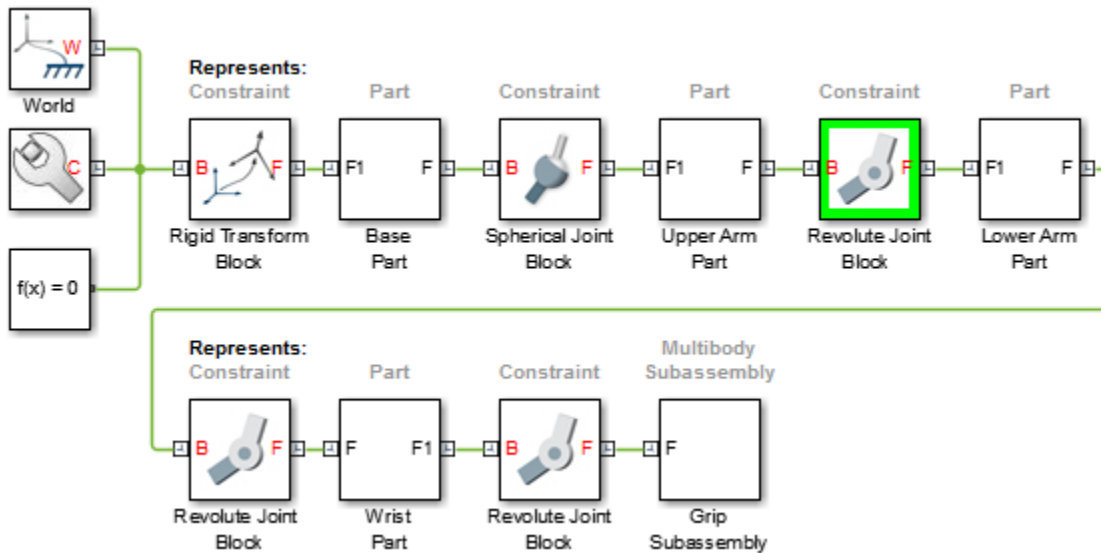 W
World
C
f(x) = 0
Represents:
Constraint Part Constraint Part Constraint Part
B F F1 F B F F1 F B F F1 F
Rigid Transform Base Spherical Joint Upper Arm Revolute Joint Lower Arm
Block Part Block Part Block Part
Represents: Multibody
Constraint Part Constraint Subassembly
B F F F1 B F F
Revolute Joint Wrist Revolute Joint Grip
Block Part Block Subassembly